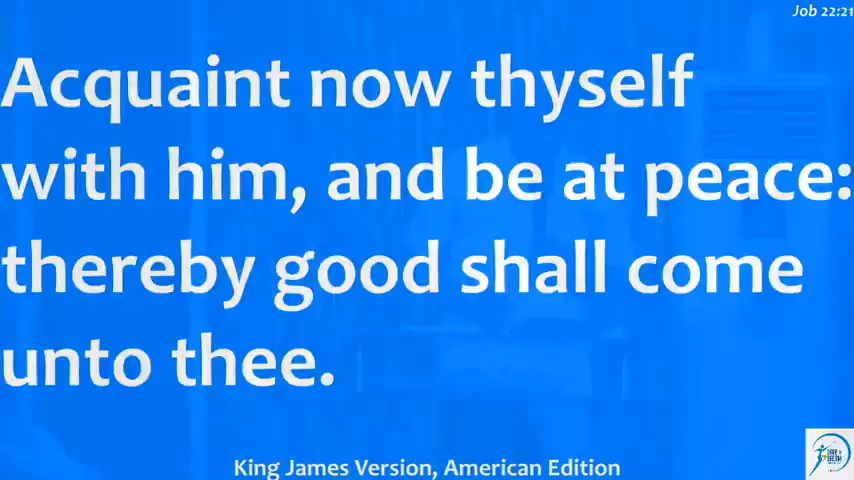 Job 22:21
Acquaint now thyself
with him, and be at peace:
thereby good shall come
unto thee.
King James Version, American Edition